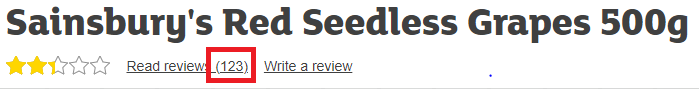 Sainsbury's Red Seedless Grapes 500g
Read reviews (123) Write a review